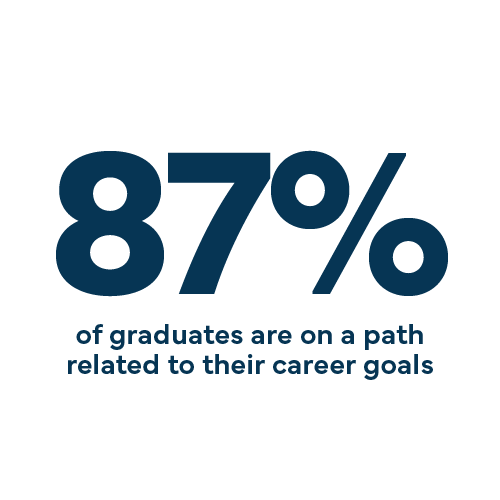 87%
of graduates are on a path
related to their career goals